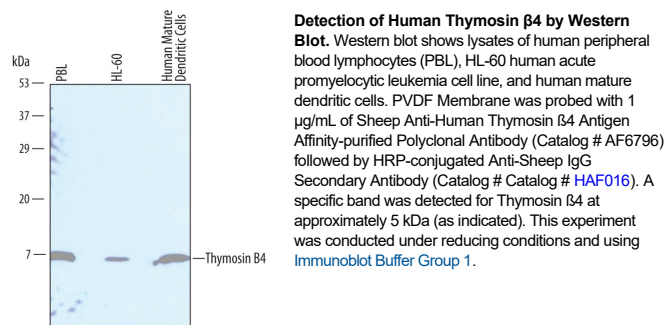 kDa
PBL
HL-60
Human Mature
Dendritic Cells
53
37
29
20
7
Thymosin B4
Detection of Human Thymosin β4 by Western
Blot. Western blot shows lysates of human peripheral
blood lymphocytes (PBL), HL-60 human acute
promyelocytic leukemia cell line, and human mature
dendritic cells. PVDF Membrane was probed with 1
µg/mL of Sheep Anti-Human Thymosin ß4 Antigen
Affinity-purified Polyclonal Antibody (Catalog # AF6796)
followed by HRP-conjugated Anti-Sheep IgG
Secondary Antibody (Catalog # Catalog # HAF016). A
specific band was detected for Thymosin ß4 at
approximately 5 kDa (as indicated). This experiment
was conducted under reducing conditions and using
Immunoblot Buffer Group 1.